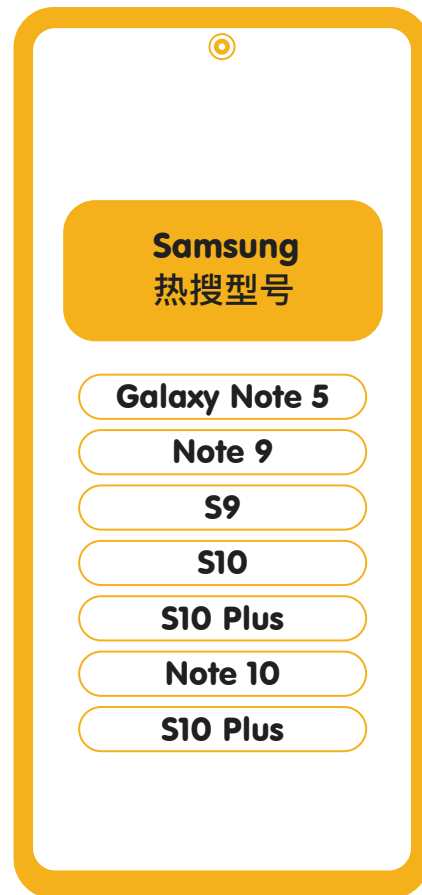 Samsung
热搜型号
Galaxy Note 5
Note 9
S9
S10
S10 Plus
Note 10
S10 Plus